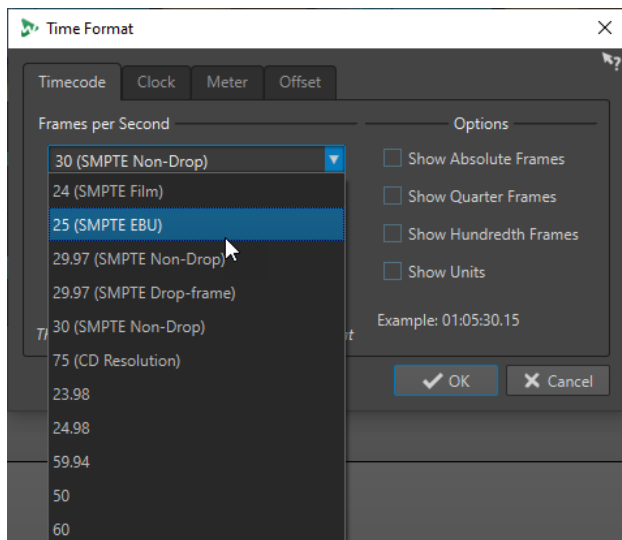 Time Format
Timecode
Clock
Meter
Offset
Frames per Second
Options
30 (SMPTE Non-Drop)
Show Absolute Frames
24 (SMPTE Film)
25 (SMPTE EBU)
Show Quarter Frames
29.97 (SMPTE Non-Drop)
Show Hundredth Frames
29.97 (SMPTE Drop-frame)
Show Units
30 (SMPTE Non-Drop)
Example: 01:05:30.15
75 (CD Resolution)
23.98
OK
Cancel
24.98
59.94
50
60